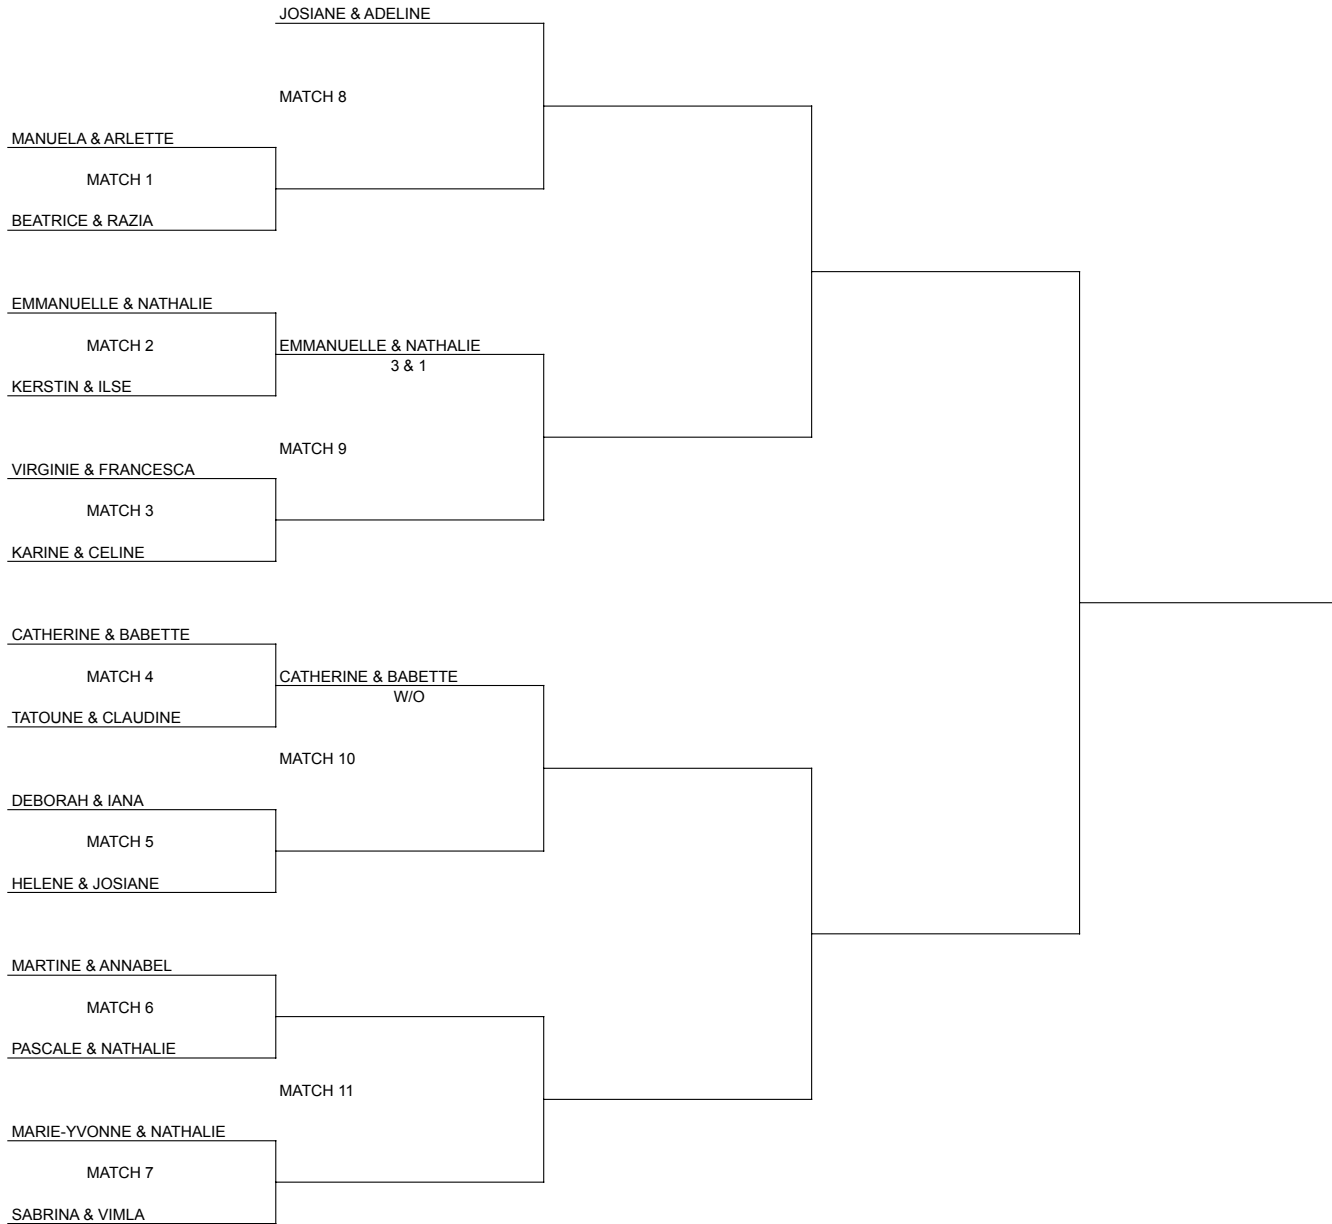 JOSIANE & ADELINE
MATCH 8
MANUELA & ARLETTE
MATCH 1
BEATRICE & RAZIA
EMMANUELLE & NATHALIE
MATCH 2
EMMANUELLE & NATHALIE
3 & 1
KERSTIN & ILSE
MATCH 9
VIRGINIE & FRANCESCA
MATCH 3
KARINE & CELINE
CATHERINE & BABETTE
MATCH 4
CATHERINE & BABETTE
W/O
TATOUNE & CLAUDINE
MATCH 10
DEBORAH & IANA
MATCH 5
HELENE & JOSIANE
MARTINE & ANNABEL
MATCH 6
PASCALE & NATHALIE
MATCH 11
MARIE-YVONNE & NATHALIE
MATCH 7
SABRINA & VIMLA